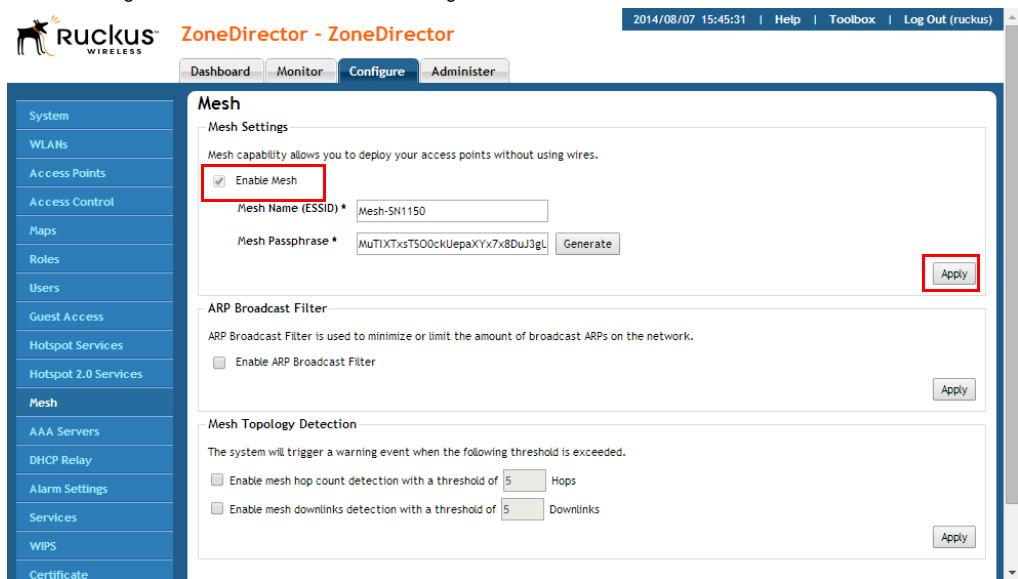 2014/08/07 15:45:31 | Help | Toolbox | Log Out (ruckus)
Ruckus WIRELESS
ZoneDirector - ZoneDirector
Dashboard Monitor Configure Administer
System
WLANs
Access Points
Access Control
Maps
Roles
Users
Guest Access
Hotspot Services
Hotspot 2.0 Services
Mesh
AAA Servers
DHCP Relay
Alarm Settings
Services
WIPS
Certificate
Mesh
Mesh Settings
Mesh capability allows you to deploy your access points without using wires.
Enable Mesh
Mesh Name (ESSID) * Mesh-SN1150
Mesh Passphrase * MuTIXTxsTSO0ckUepaXYx7x8DuJ3gL Generate
Apply
ARP Broadcast Filter
ARP Broadcast Filter is used to minimize or limit the amount of broadcast ARPs on the network.
Enable ARP Broadcast Filter
Apply
Mesh Topology Detection
The system will trigger a warning event when the following threshold is exceeded.
Enable mesh hop count detection with a threshold of 5 Hops
Enable mesh downlinks detection with a threshold of 5 Downlinks
Apply